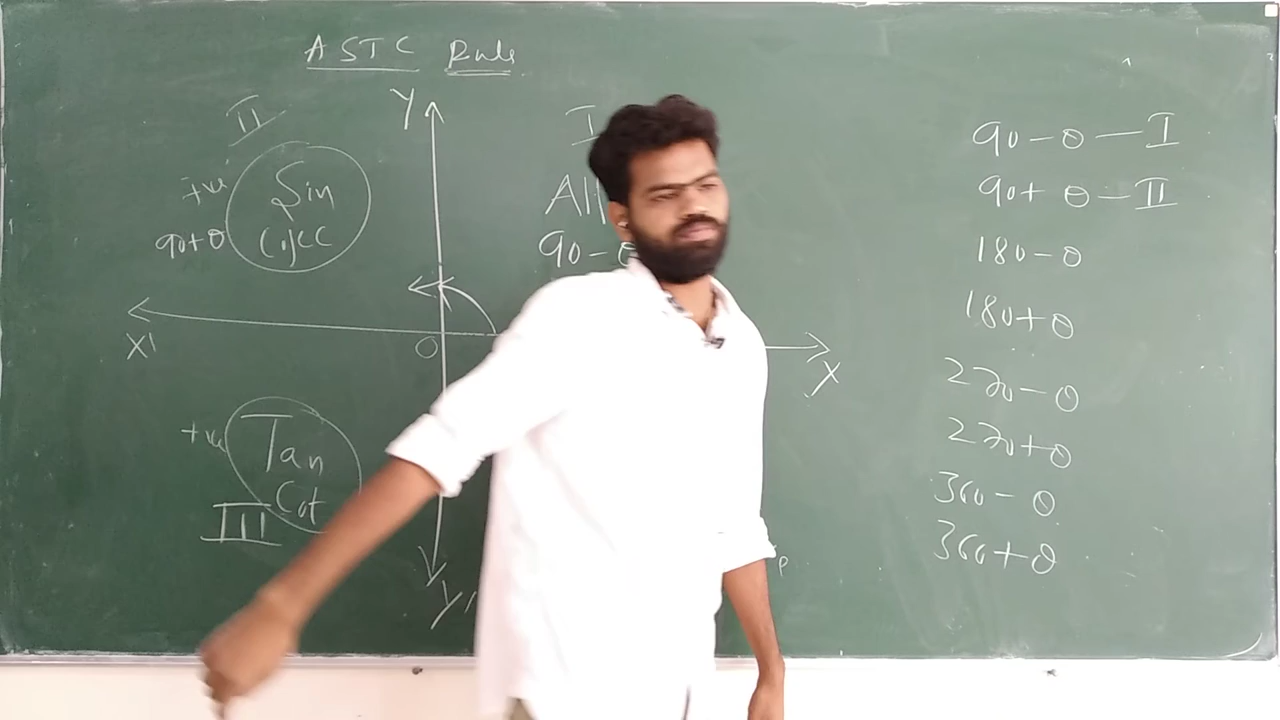 ASTC Rule
II
Y
I
+ve
Sin
All
90+θ
90-θ
O
X'
X
+ve
Tan
Cot
III
Y'
90-θ-I
90+θ-II
180-θ
180+θ
270-θ
270+θ
360-θ
360+θ